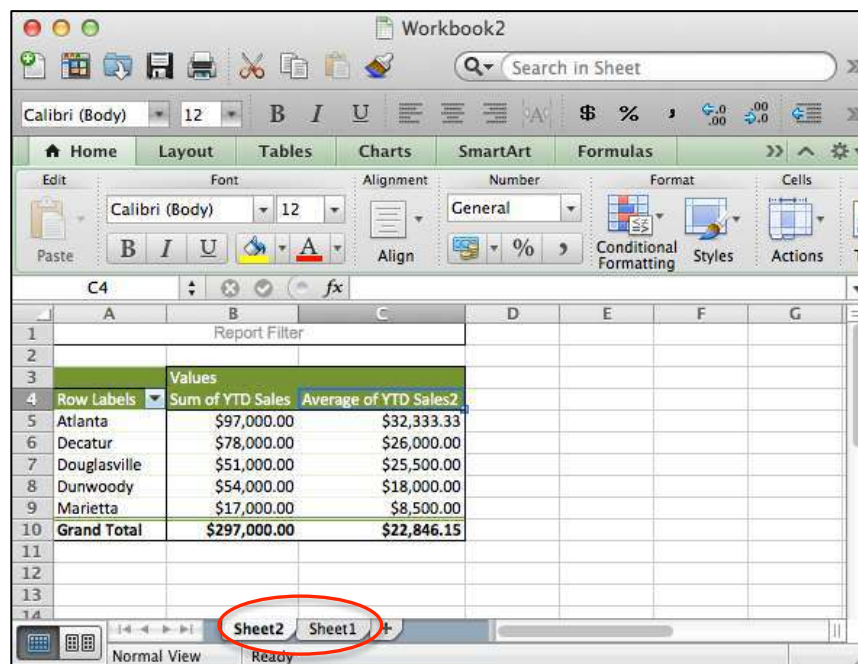 Workbook2
Search in Sheet
Calibri (Body) 12 B I U $ % , .0 .00 .00 .0
Home Layout Tables Charts SmartArt Formulas
Edit Font Alignment Number Format Cells
Calibri (Body) 12 General
Paste B I U A Align % , Conditional Formatting Styles Actions
C4 fx
A B C D E F G
1 Report Filter
2
3 Values
4 Row Labels Sum of YTD Sales Average of YTD Sales2
5 Atlanta $97,000.00 $32,333.33
6 Decatur $78,000.00 $26,000.00
7 Douglasville $51,000.00 $25,500.00
8 Dunwoody $54,000.00 $18,000.00
9 Marietta $17,000.00 $8,500.00
10 Grand Total $297,000.00 $22,846.15
11
12
13
14
Sheet2 Sheet1 +
Normal View Ready